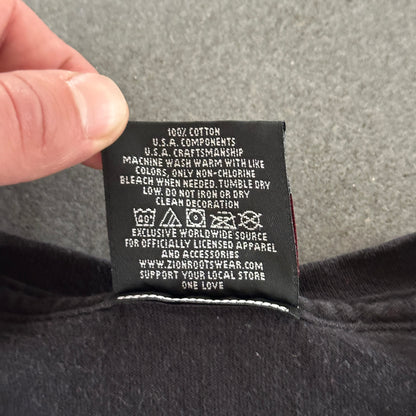 100% COTTON
U.S.A. COMPONENTS
U.S.A. CRAFTSMANSHIP
MACHINE WASH WARM WITH LIKE
COLORS, ONLY NON-CHLORINE
BLEACH WHEN NEEDED. TUMBLE DRY
LOW. DO NOT IRON OR DRY
CLEAN DECORATION
40°
EXCLUSIVE WORLDWIDE SOURCE
FOR OFFICIALLY LICENSED APPAREL
AND ACCESSORIES
WWW.ZIONROOTSWEAR.COM
SUPPORT YOUR LOCAL STORE
ONE LOVE